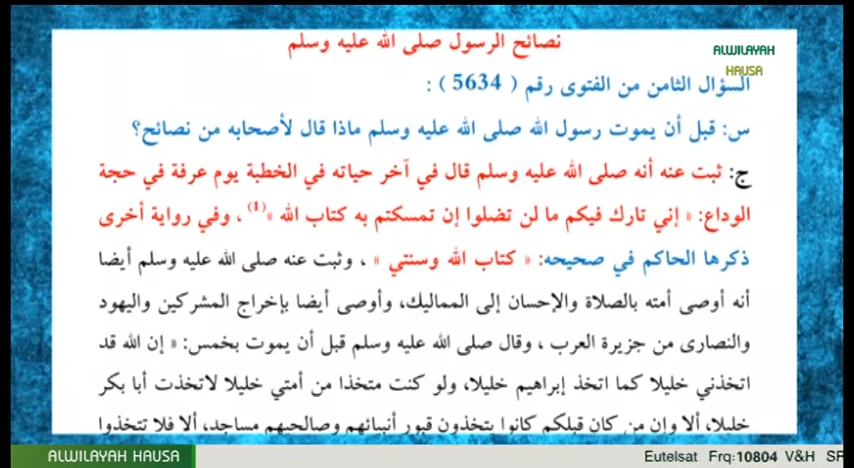 نصائح الرسول صلى الله عليه وسلم
ALWILAYAH
HAUSA
السؤال الثامن من الفتوى رقم ( 5634 ) :
س: قبل أن يموت رسول الله صلى الله عليه وسلم ماذا قال لأصحابه من نصائح؟
ج: ثبت عنه أنه صلى الله عليه وسلم قال في آخر حياته في الخطبة يوم عرفة في حجة
الوداع: « إني تارك فيكم ما لن تضلوا إن تمسكتم به كتاب الله »(1) ، وفي رواية أخرى
ذكرها الحاكم في صحيحه: « كتاب الله وسنتي » ، وثبت عنه صلى الله عليه وسلم أيضا
أنه أوصى أمته بالصلاة والإحسان إلى المماليك، وأوصى أيضا بإخراج المشركين واليهود
والنصارى من جزيرة العرب ، وقال صلى الله عليه وسلم قبل أن يموت بخمس: « إن الله قد
اتخذني خليلا كما اتخذ إبراهيم خليلا، ولو كنت متخذا من أمتي خليلا لاتخذت أبا بكر
خليلا، ألا وإن من كان قبلكم كانوا يتخذون قبور أنبيائهم وصالحيهم مساجد، ألا فلا تتخذوا
ALWILAYAH HAUSA
Eutelsat Frq:10804 V&H SR